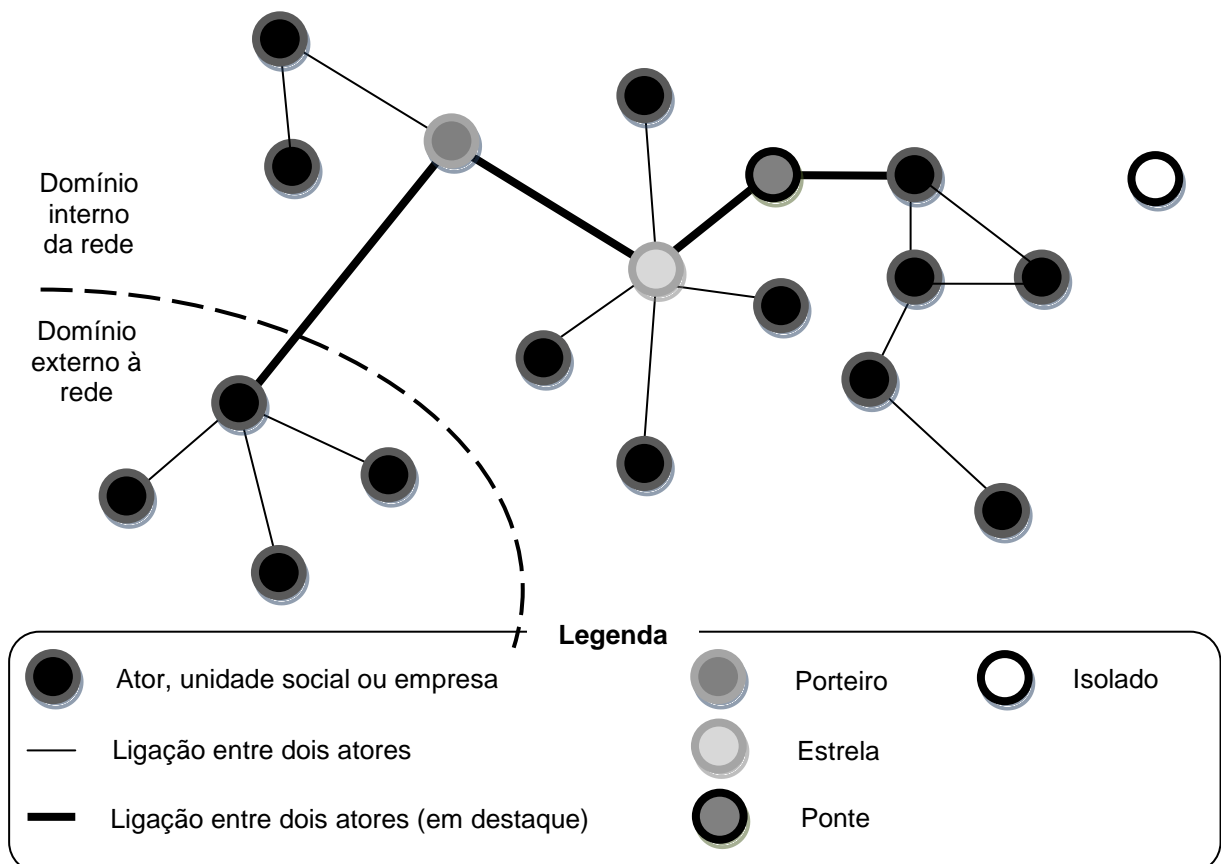 Domínio
interno
da rede
Domínio
externo à
rede
Legenda
Ator, unidade social ou empresa
Porteiro
Isolado
Ligação entre dois atores
Estrela
Ligação entre dois atores (em destaque)
Ponte